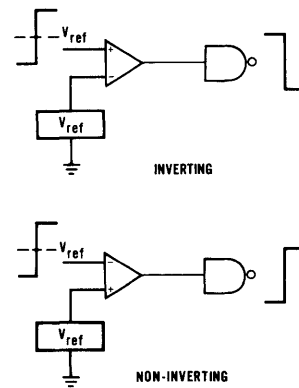 Vref
+
-
Vref
INVERTING
Vref
-
+
Vref
NON-INVERTING